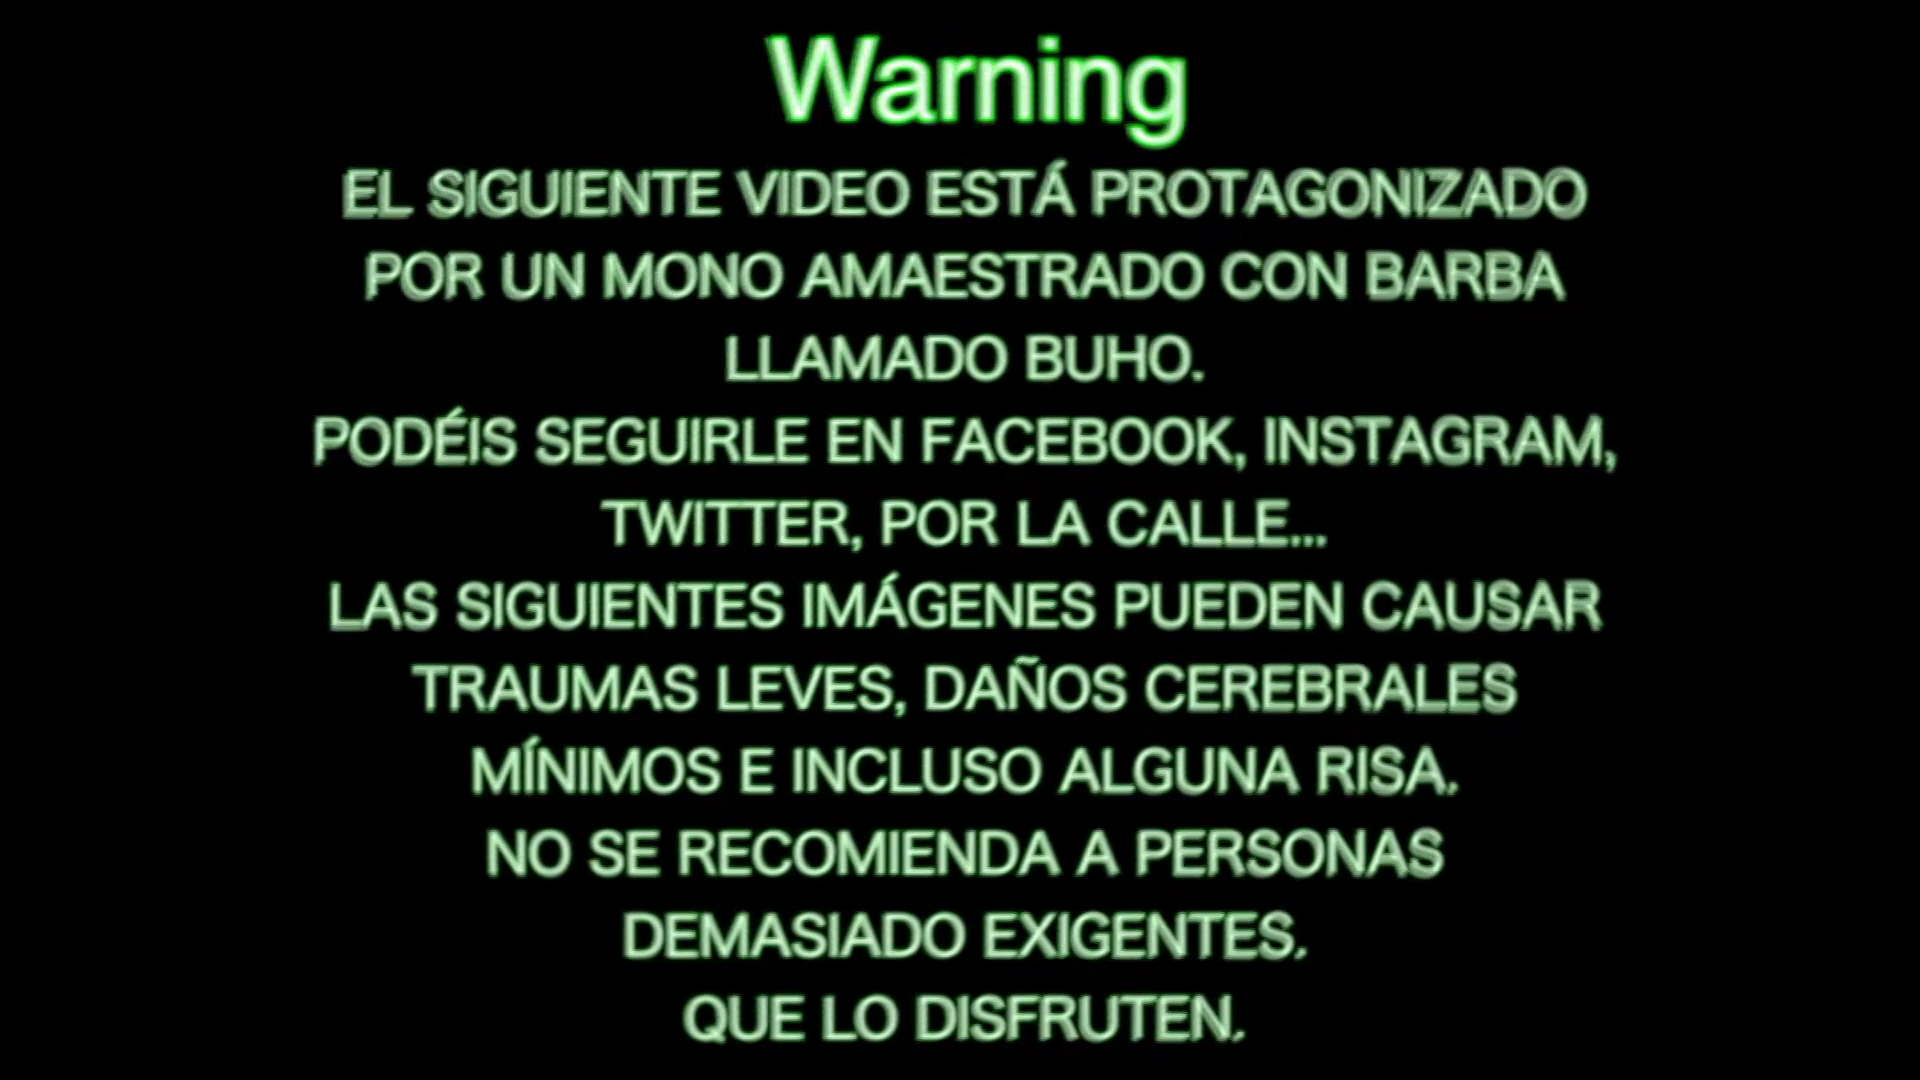 Warning
EL SIGUIENTE VIDEO ESTÁ PROTAGONIZADO
POR UN MONO AMAESTRADO CON BARBA
LLAMADO BUHO.
PODÉIS SEGUIRLE EN FACEBOOK, INSTAGRAM,
TWITTER, POR LA CALLE...
LAS SIGUIENTES IMÁGENES PUEDEN CAUSAR
TRAUMAS LEVES, DAÑOS CEREBRALES
MÍNIMOS E INCLUSO ALGUNA RISA.
NO SE RECOMIENDA A PERSONAS
DEMASIADO EXIGENTES.
QUE LO DISFRUTEN.